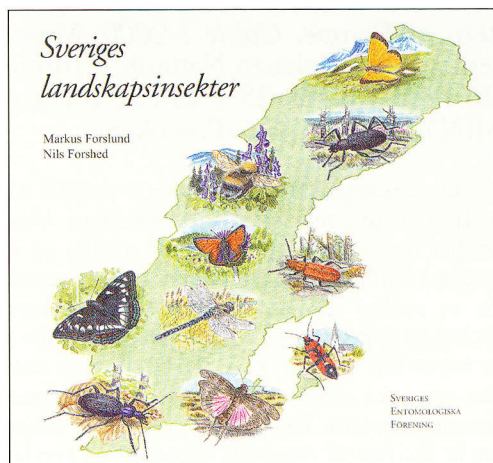 Sveriges
landskapsinsekter
Markus Forslund
Nils Forshed
SVERIGES
ENTOMOLOGISKA
FÖRENING